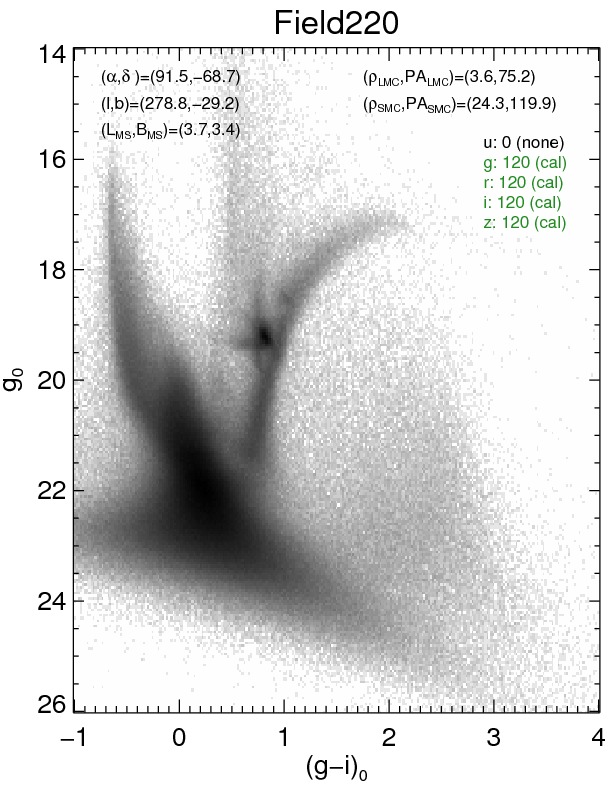 Field220
(α,δ )=(91.5,−68.7)
(ρLMC,PALMC)=(3.6,75.2)
(l,b)=(278.8,−29.2)
(ρSMC,PASMC)=(24.3,119.9)
(LMS,BMS)=(3.7,3.4)
u: 0 (none)
g: 120 (cal)
r: 120 (cal)
i: 120 (cal)
z: 120 (cal)
14
16
18
20
22
24
26
g0
−1 0 1 2 3 4
(g−i)0